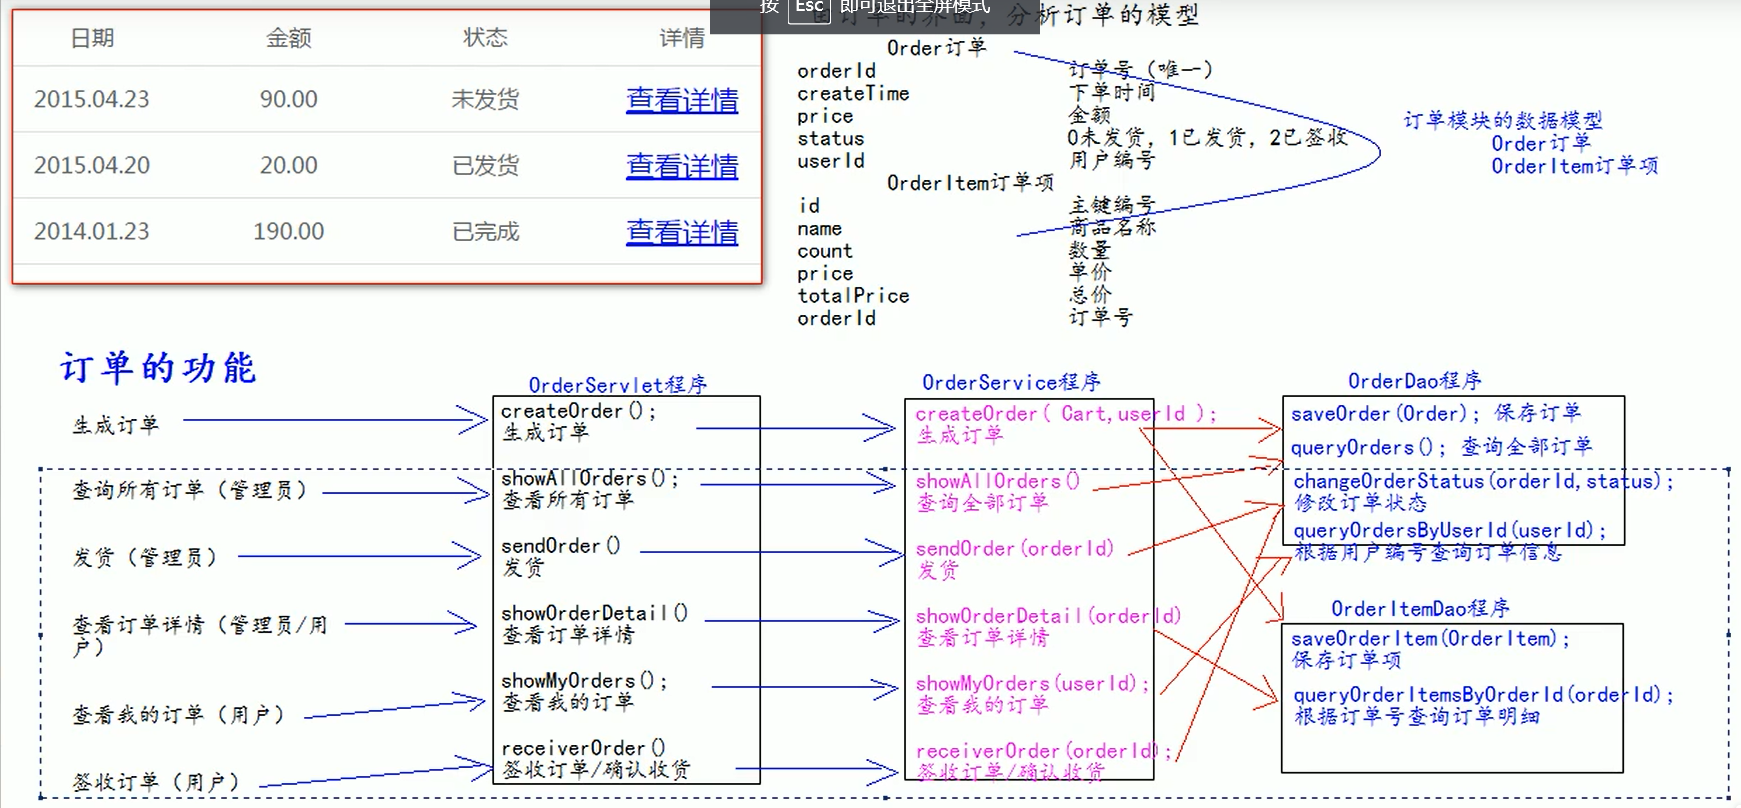 按 Esc 即可退出全屏模式
由订单的界面，分析订单的模型
日期 金额 状态 详情
2015.04.23 90.00 未发货 查看详情
2015.04.20 20.00 已发货 查看详情
2014.01.23 190.00 已完成 查看详情
Order订单
orderId 订单号（唯一）
createTime 下单时间
price 金额
status 0未发货，1已发货，2已签收
userId 用户编号
OrderItem订单项
id 主键编号
name 商品名称
count 数量
price 单价
totalPrice 总价
orderId 订单号
订单模块的数据模型
Order订单
OrderItem订单项
订单的功能
生成订单
查询所有订单（管理员）
发货（管理员）
查看订单详情（管理员/用
户）
查看我的订单（用户）
签收订单（用户）
OrderServlet程序
createOrder();
生成订单
showAllOrders();
查看所有订单
sendOrder()
发货
showOrderDetail()
查看订单详情
showMyOrders();
查看我的订单
receiverOrder()
签收订单/确认收货
OrderService程序
createOrder( Cart,userId );
生成订单
showAllOrders()
查询全部订单
sendOrder(orderId)
发货
showOrderDetail(orderId)
查看订单详情
showMyOrders(userId);
查看我的订单
receiverOrder(orderId);
签收订单/确认收货
OrderDao程序
saveOrder(Order); 保存订单
queryOrders(); 查询全部订单
changeOrderStatus(orderId,status);
修改订单状态
queryOrdersByUserId(userId);
根据用户编号查询订单信息
OrderItemDao程序
saveOrderItem(OrderItem);
保存订单项
queryOrderItemsByOrderId(orderId);
根据订单号查询订单明细